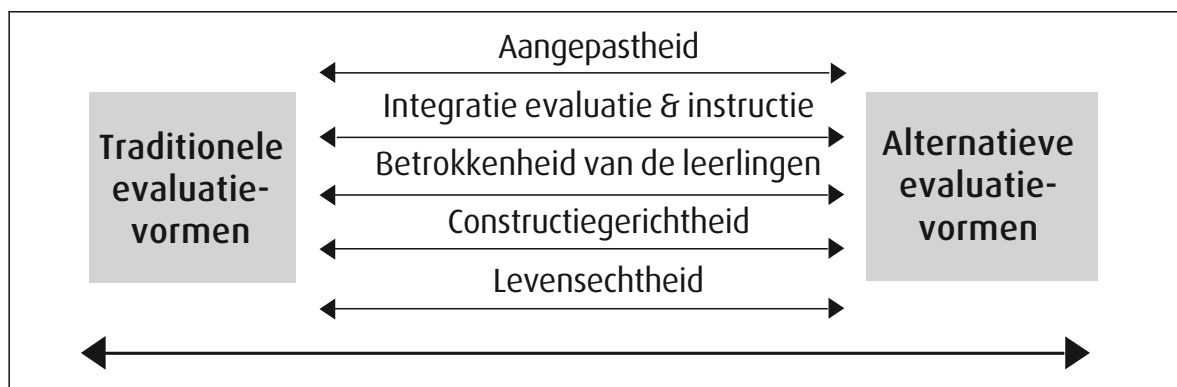 Aangepastheid
Integratie evaluatie & instructie
Betrokkenheid van de leerlingen
Constructiegerichtheid
Levensechtheid
Traditionele
evaluatie-
vormen
Alternatieve
evaluatie-
vormen